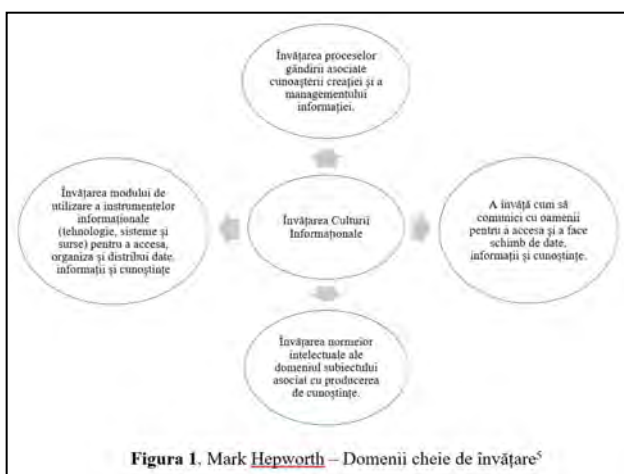 Învățarea proceselor
gândirii asociate
cunoașterii creației și a
managementului
informației.
Învățarea modului de
utilizare a instrumentelor
informaționale
(tehnologie, sisteme și
surse) pentru a accesa,
organiza și distribui date,
informații și cunoștințe
Învățarea Culturii
Informaționale
A învăță cum să
comunici cu oamenii
pentru a accesa și a face
schimb de date,
informații și cunoștințe.
Învățarea normelor
intelectuale ale
domeniul subiectului
asociat cu producerea
de cunoștințe.
Figura 1. Mark Hepworth – Domenii cheie de învățare⁵